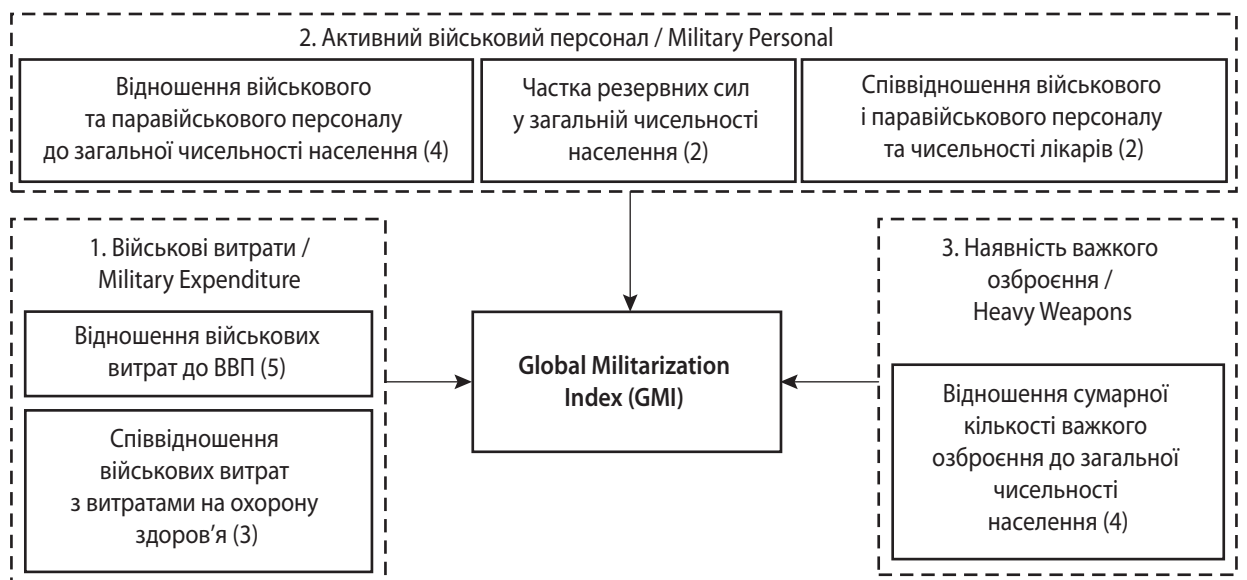 2. Активний військовий персонал / Military Personal
Відношення військового
та паравійськового персоналу
до загальної чисельності населення (4)
Частка резервних сил
у загальній чисельності
населення (2)
Співвідношення військового
і паравійськового персоналу
та чисельності лікарів (2)
1. Військові витрати /
Military Expenditure
Відношення військових
витрат до ВВП (5)
Співвідношення
військових витрат
з витратами на охорону
здоров’я (3)
Global Militarization
Index (GMI)
3. Наявність важкого
озброєння /
Heavy Weapons
Відношення сумарної
кількості важкого
озброєння до загальної
чисельності
населення (4)